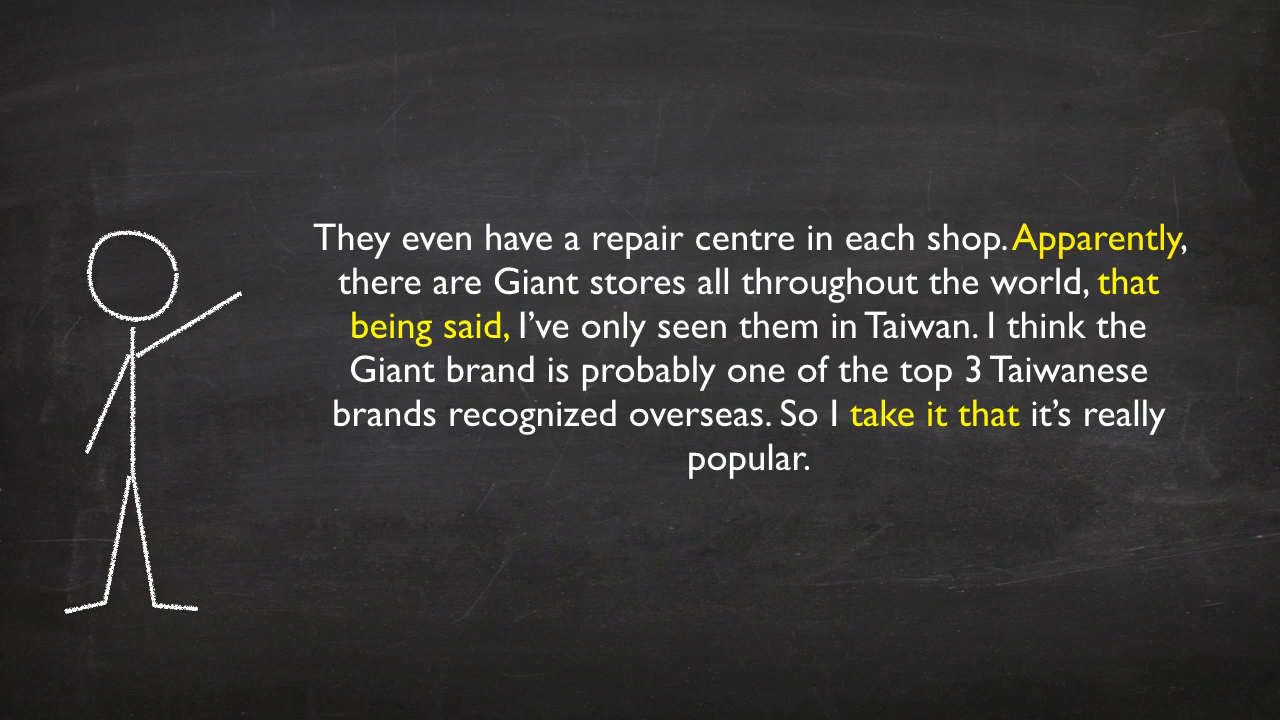 They even have a repair centre in each shop. Apparently,
there are Giant stores all throughout the world, that
being said, I’ve only seen them in Taiwan. I think the
Giant brand is probably one of the top 3 Taiwanese
brands recognized overseas. So I take it that it’s really
popular.